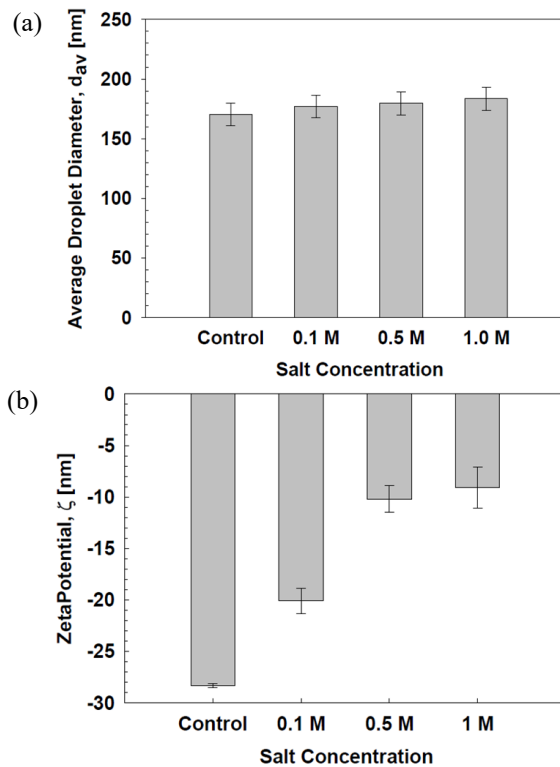 (a)
Average Droplet Diameter, dav [nm]
250
200
150
100
50
0
Control 0.1 M 0.5 M 1.0 M
Salt Concentration
(b)
ZetaPotential, ζ [nm]
0
-5
-10
-15
-20
-25
-30
Control 0.1 M 0.5 M 1 M
Salt Concentration